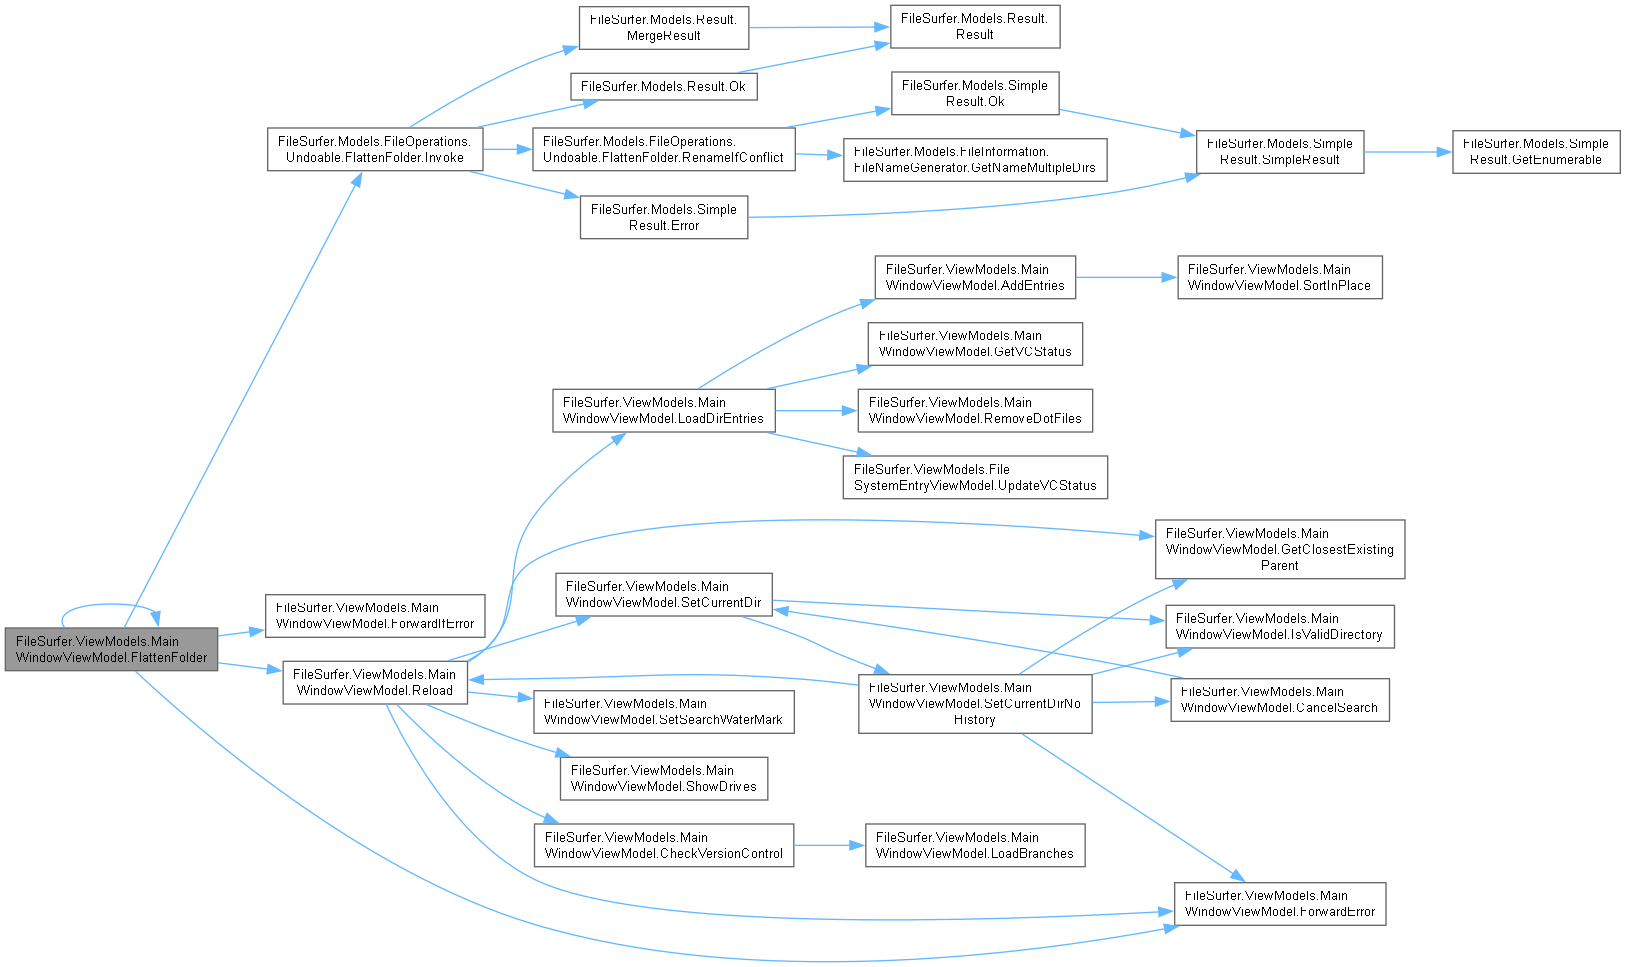 FileSurfer.Models.Result.
MergeResult
FileSurfer.Models.Result.
Result
FileSurfer.Models.Result.Ok
FileSurfer.Models.Simple
Result.Ok
FileSurfer.Models.FileOperations.
Undoable.FlattenFolder.Invoke
FileSurfer.Models.FileOperations.
Undoable.FlattenFolder.RenameIfConflict
FileSurfer.Models.FileInformation.
FileNameGenerator.GetNameMultipleDirs
FileSurfer.Models.Simple
Result.SimpleResult
FileSurfer.Models.Simple
Result.GetEnumerable
FileSurfer.Models.Simple
Result.Error
FileSurfer.ViewModels.Main
WindowViewModel.AddEntries
FileSurfer.ViewModels.Main
WindowViewModel.SortInPlace
FileSurfer.ViewModels.Main
WindowViewModel.GetVCStatus
FileSurfer.ViewModels.Main
WindowViewModel.LoadDirEntries
FileSurfer.ViewModels.Main
WindowViewModel.RemoveDotFiles
FileSurfer.ViewModels.File
SystemEntryViewModel.UpdateVCStatus
FileSurfer.ViewModels.Main
WindowViewModel.GetClosestExisting
Parent
FileSurfer.ViewModels.Main
WindowViewModel.SetCurrentDir
FileSurfer.ViewModels.Main
WindowViewModel.ForwardIfError
FileSurfer.ViewModels.Main
WindowViewModel.IsValidDirectory
FileSurfer.ViewModels.Main
WindowViewModel.FlattenFolder
FileSurfer.ViewModels.Main
WindowViewModel.Reload
FileSurfer.ViewModels.Main
WindowViewModel.SetCurrentDirNo
History
FileSurfer.ViewModels.Main
WindowViewModel.CancelSearch
FileSurfer.ViewModels.Main
WindowViewModel.SetSearchWaterMark
FileSurfer.ViewModels.Main
WindowViewModel.ShowDrives
FileSurfer.ViewModels.Main
WindowViewModel.CheckVersionControl
FileSurfer.ViewModels.Main
WindowViewModel.LoadBranches
FileSurfer.ViewModels.Main
WindowViewModel.ForwardError